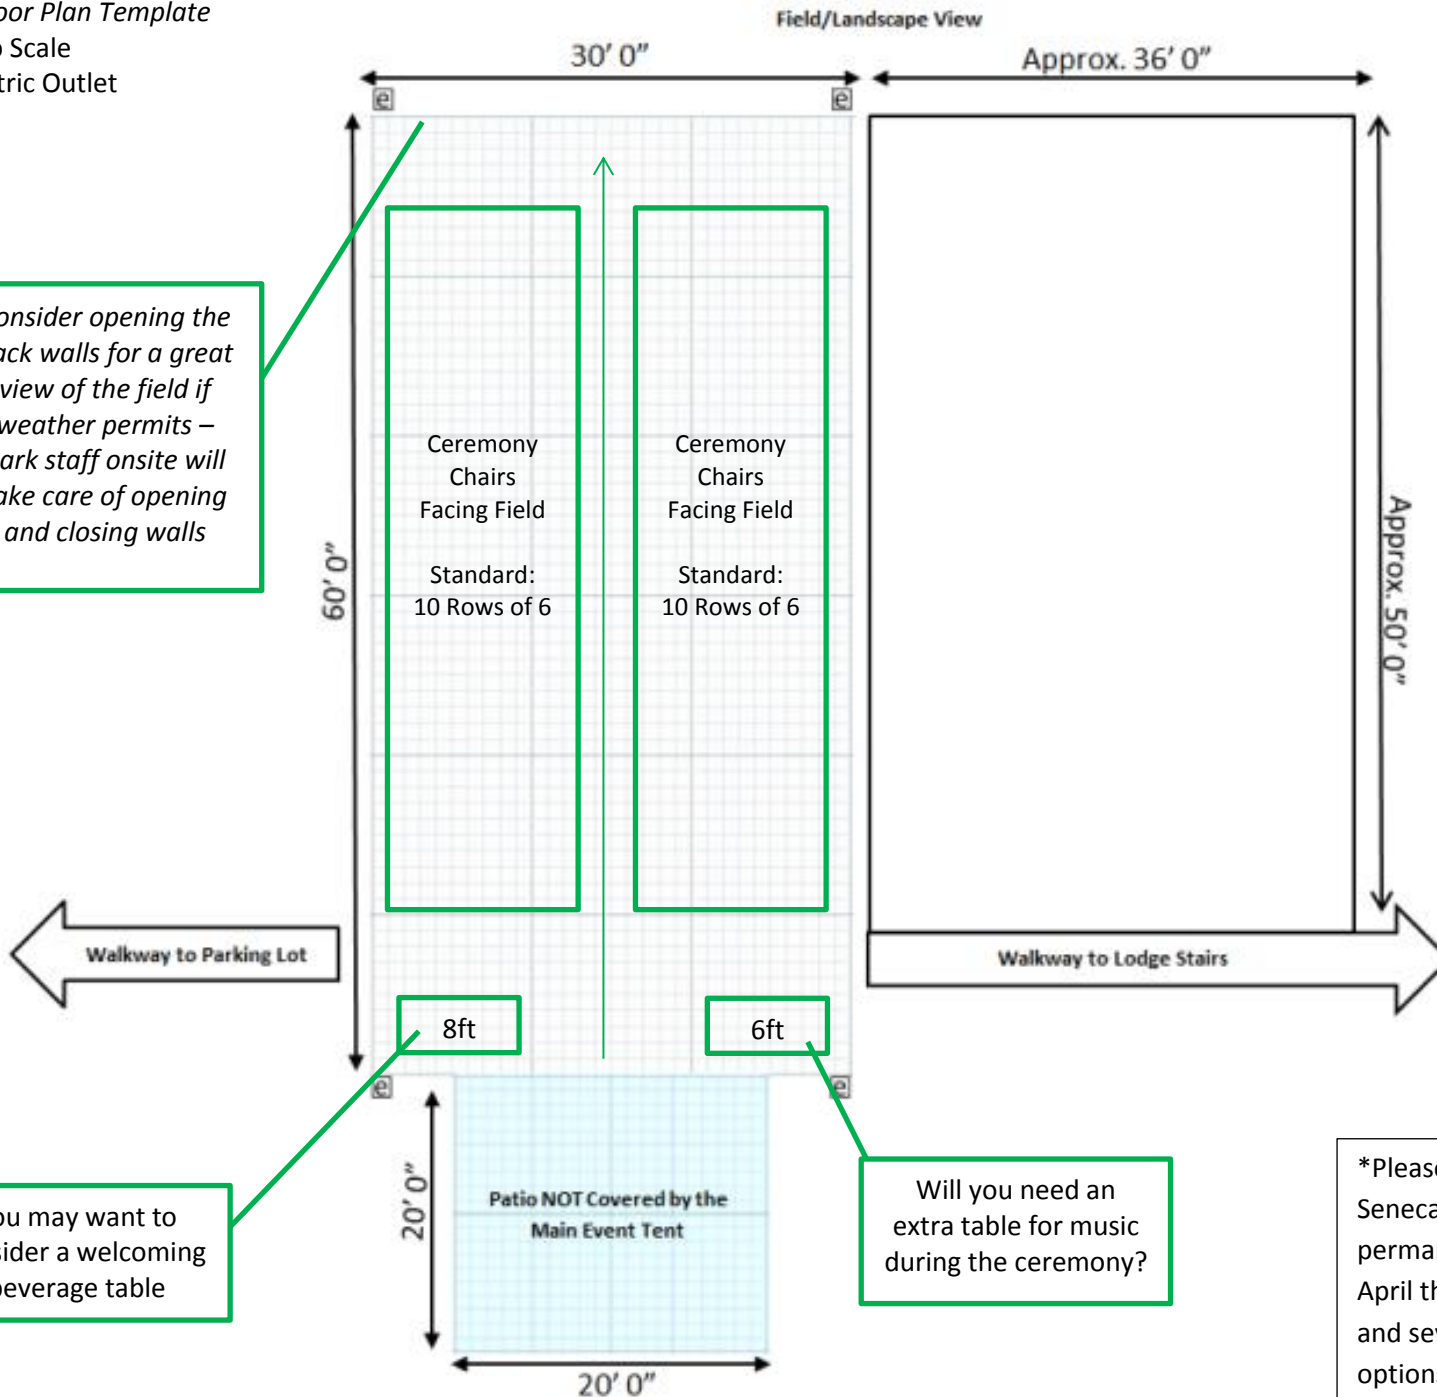 oor Plan Template
Scale
tric Outlet
Field/Landscape View
30' 0"
Approx. 36' 0"
e
e
onsider opening the
ack walls for a great
view of the field if
weather permits –
ark staff onsite will
ake care of opening
and closing walls
60' 0"
Ceremony
Chairs
Facing Field
Standard:
10 Rows of 6
Ceremony
Chairs
Facing Field
Standard:
10 Rows of 6
Approx. 50' 0"
Walkway to Parking Lot
Walkway to Lodge Stairs
8ft
6ft
e
e
20' 0"
Patio NOT Covered by the
Main Event Tent
20' 0"
ou may want to
sider a welcoming
beverage table
Will you need an
extra table for music
during the ceremony?
*Please
Seneca
perma
April th
and sev
option